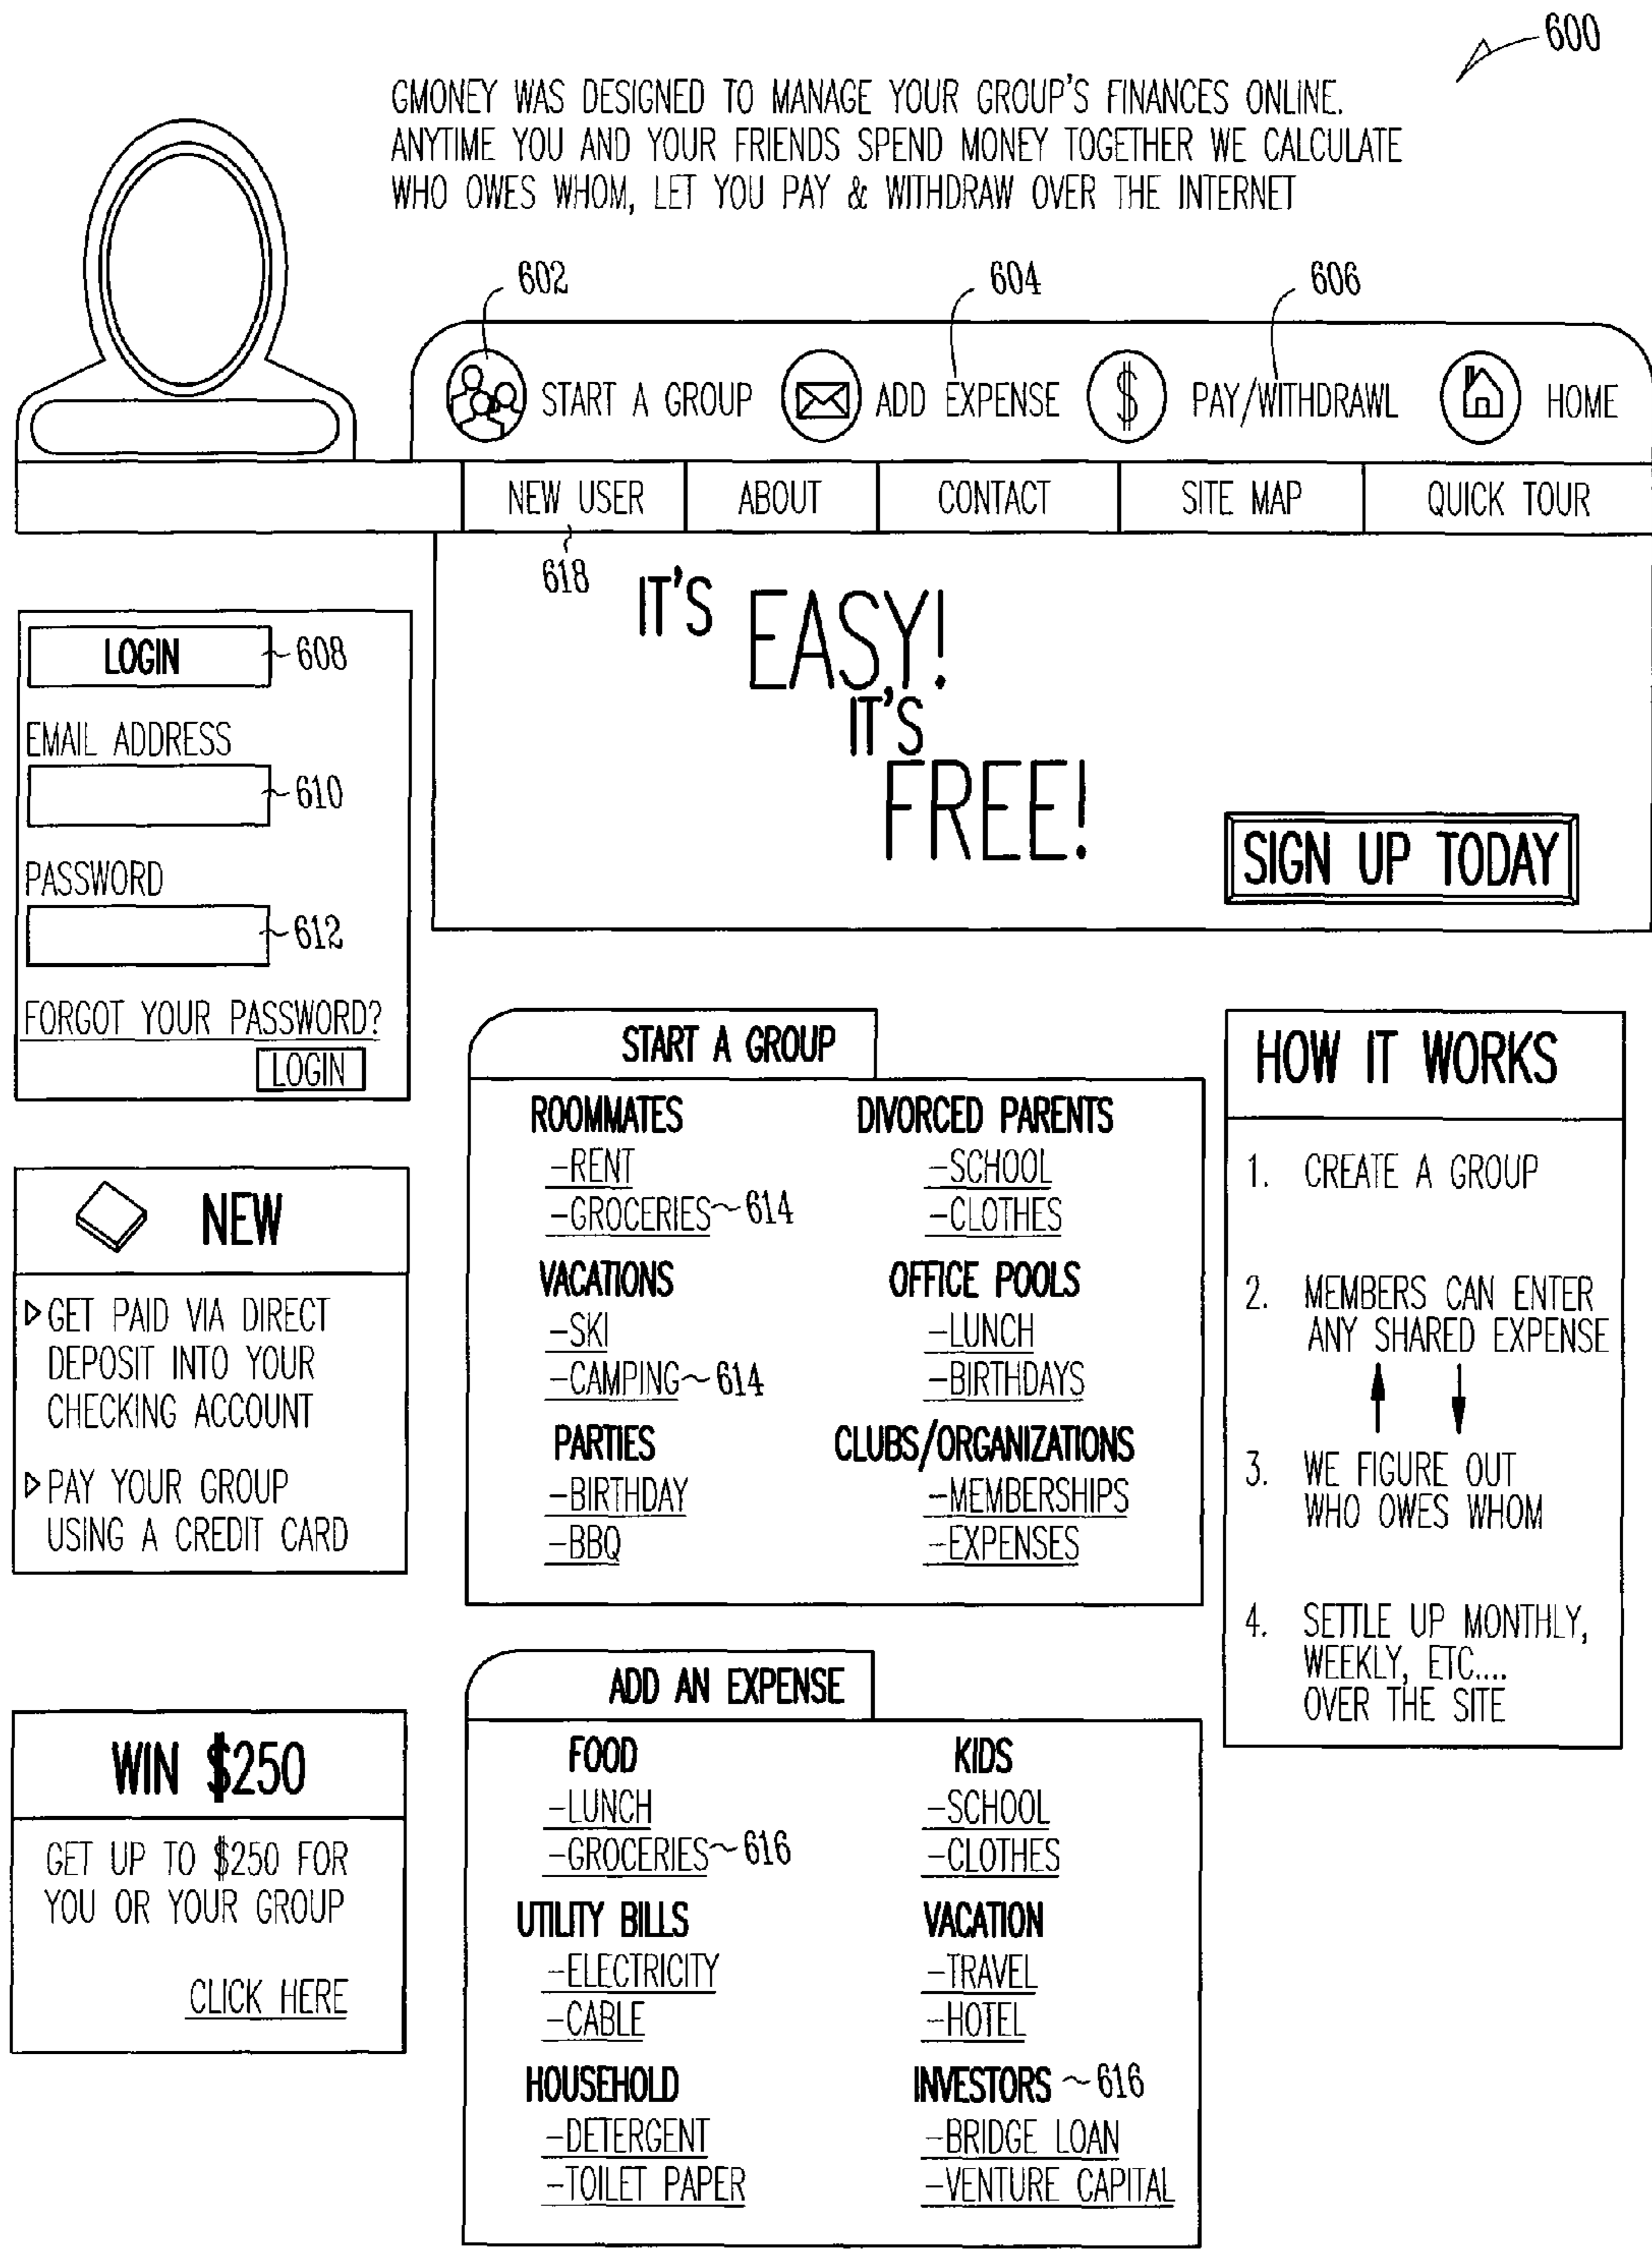 600
GMONEY WAS DESIGNED TO MANAGE YOUR GROUP'S FINANCES ONLINE.
ANYTIME YOU AND YOUR FRIENDS SPEND MONEY TOGETHER WE CALCULATE
WHO OWES WHOM, LET YOU PAY & WITHDRAW OVER THE INTERNET
602 604 606
START A GROUP ADD EXPENSE $ PAY/WITHDRAWL HOME
NEW USER ABOUT CONTACT SITE MAP QUICK TOUR
618
IT'S
EASY!
IT'S
FREE!
SIGN UP TODAY
LOGIN 608
EMAIL ADDRESS
610
PASSWORD
612
FORGOT YOUR PASSWORD?
LOGIN
NEW
GET PAID VIA DIRECT
DEPOSIT INTO YOUR
CHECKING ACCOUNT
PAY YOUR GROUP
USING A CREDIT CARD
WIN $250
GET UP TO $250 FOR
YOU OR YOUR GROUP
CLICK HERE
START A GROUP
ROOMMATES
-RENT
-GROCERIES 614
VACATIONS
-SKI
-CAMPING 614
PARTIES
-BIRTHDAY
-BBQ
DIVORCED PARENTS
-SCHOOL
-CLOTHES
OFFICE POOLS
-LUNCH
-BIRTHDAYS
CLUBS/ORGANIZATIONS
-MEMBERSHIPS
-EXPENSES
ADD AN EXPENSE
FOOD
-LUNCH
-GROCERIES 616
UTILITY BILLS
-ELECTRICITY
-CABLE
HOUSEHOLD
-DETERGENT
-TOILET PAPER
KIDS
-SCHOOL
-CLOTHES
VACATION
-TRAVEL
-HOTEL
INVESTORS 616
-BRIDGE LOAN
-VENTURE CAPITAL
HOW IT WORKS
1. CREATE A GROUP
2. MEMBERS CAN ENTER
ANY SHARED EXPENSE
3. WE FIGURE OUT
WHO OWES WHOM
4. SETTLE UP MONTHLY,
WEEKLY, ETC....
OVER THE SITE